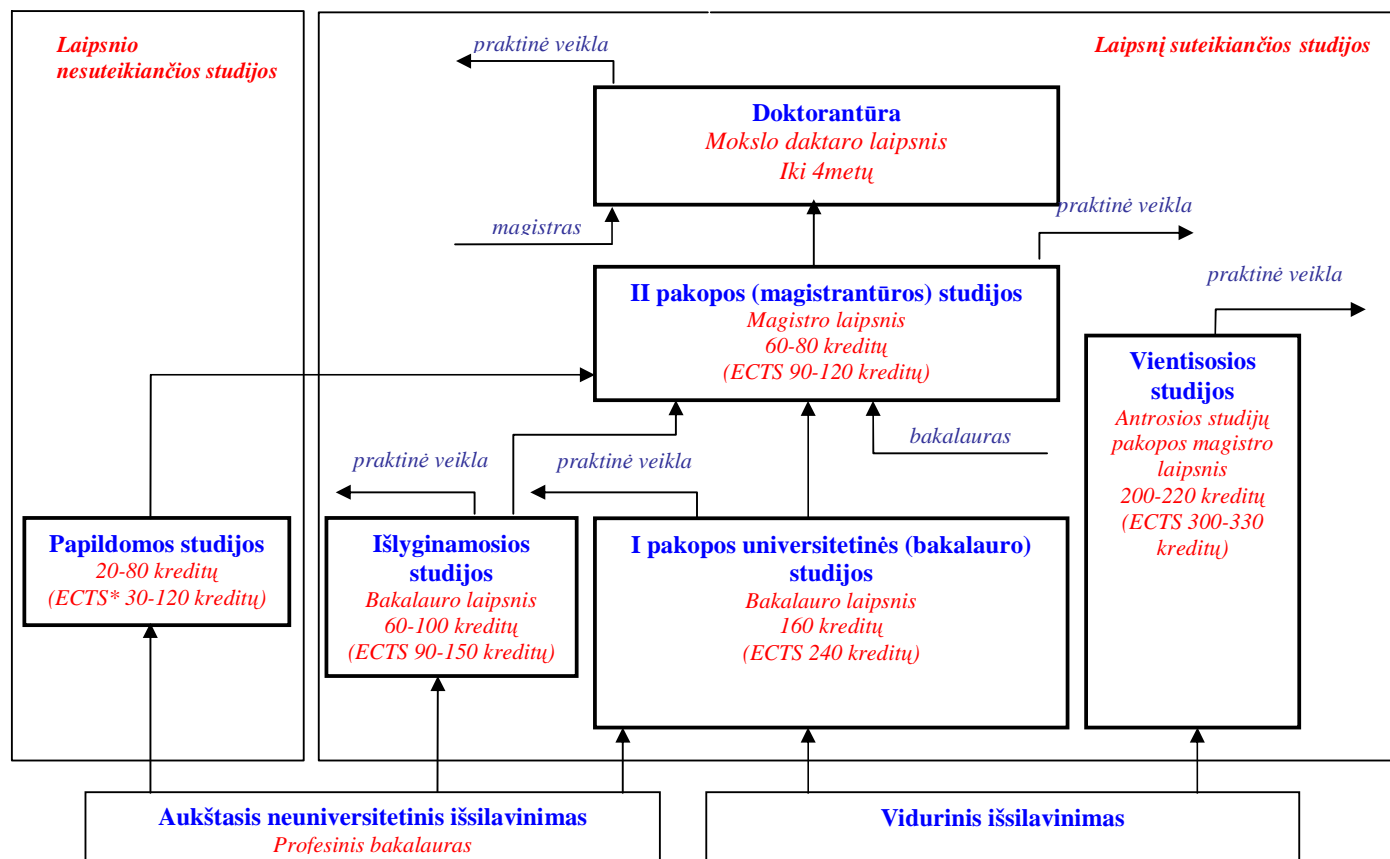 Laipsnio
nesuteikiančios studijos
praktinė veikla
Laipsnį suteikiančios studijos
Doktorantūra
Mokslo daktaro laipsnis
Iki 4metų
magistras
praktinė veikla
II pakopos (magistrantūros) studijos
Magistro laipsnis
60-80 kreditų
(ECTS 90-120 kreditų)
praktinė veikla
Vientisosios
studijos
Antrosios studijų
pakopos magistro
laipsnis
200-220 kreditų
(ECTS 300-330
kreditų)
bakalauras
praktinė veikla
praktinė veikla
Papildomos studijos
20-80 kreditų
(ECTS* 30-120 kreditų)
Išlyginamosios
studijos
Bakalauro laipsnis
60-100 kreditų
(ECTS 90-150 kreditų)
I pakopos universitetinės (bakalauro)
studijos
Bakalauro laipsnis
160 kreditų
(ECTS 240 kreditų)
Aukštasis neuniversitetinis išsilavinimas
Profesinis bakalauras
Vidurinis išsilavinimas